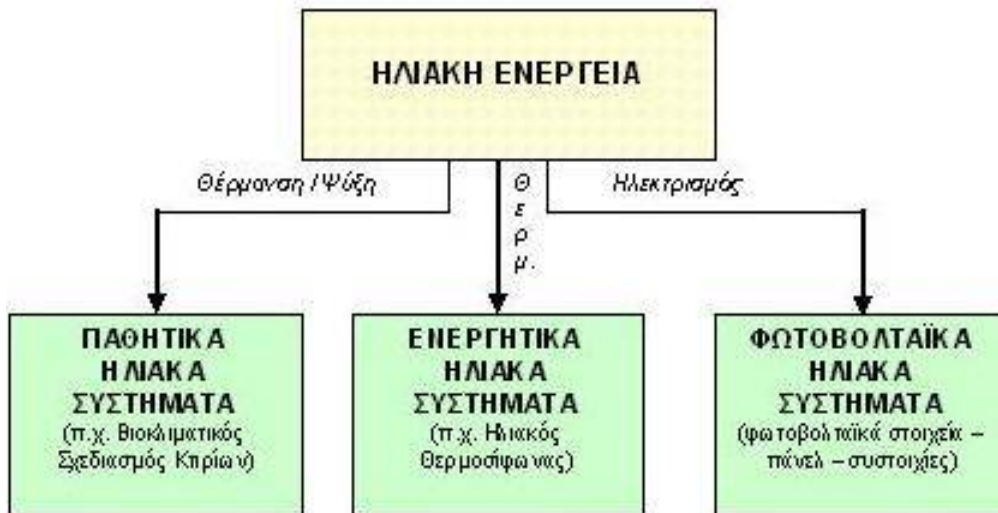 ΗΛΙΑΚΗ ΕΝΕΡΓΕΙΑ
Θέρμανση / Ψύξη
Θερμ.
Ηλεκτρισμός
ΠΑΘΗΤΙΚΑ
ΗΛΙΑΚΑ
ΣΥΣΤΗΜΑΤΑ
(π.χ. Βιοκλιματικός
Σχεδιασμός Κτιρίων)
ΕΝΕΡΓΗΤΙΚΑ
ΗΛΙΑΚΑ
ΣΥΣΤΗΜΑΤΑ
(π.χ. Ηλιακός
Θερμοσίφωνας)
ΦΩΤΟΒΟΛΤΑΪΚΑ
ΗΛΙΑΚΑ
ΣΥΣΤΗΜΑΤΑ
(φωτοβολταϊκά στοιχεία –
πάνελ – συστοιχίες)